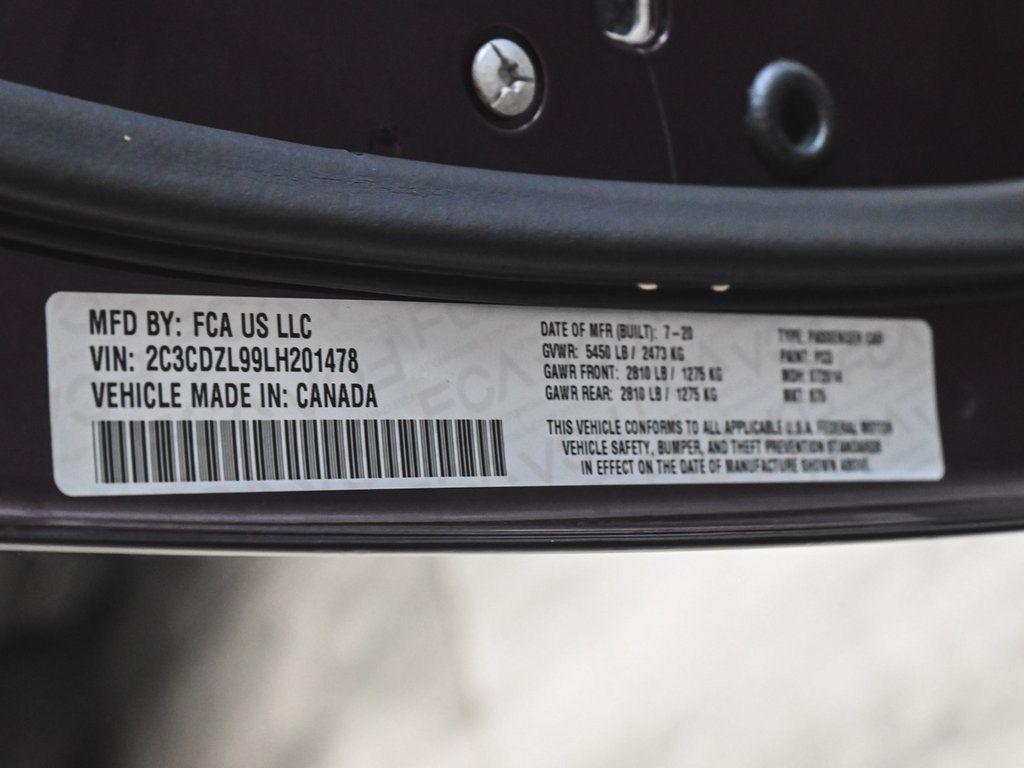 MFD BY: FCA US LLC
VIN: 2C3CDZL99LH201478
VEHICLE MADE IN: CANADA
DATE OF MFR (BUILT): 7-20
GVWR: 5450 LB / 2473 KG
GAWR FRONT: 2810 LB / 1275 KG
GAWR REAR: 2810 LB / 1275 KG
THIS VEHICLE CONFORMS TO ALL APPLICABLE U.S.A. FEDERAL MOTOR
VEHICLE SAFETY, BUMPER, AND THEFT PREVENTION STANDARDS
IN EFFECT ON THE DATE OF MANUFACTURE SHOWN ABOVE.
TYPE: PASSENGER CAR
PAINT:
MDH: